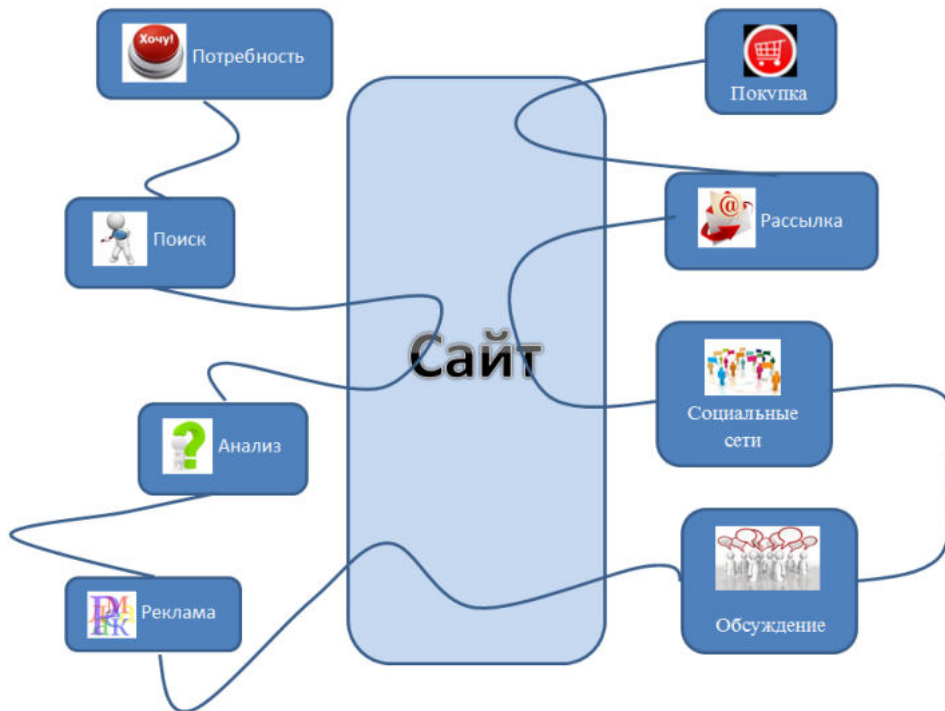 Хочу!
Потребность
Поиск
Анализ
Реклама
Сайт
Покупка
@
Рассылка
Социальные
сети
Обсуждение